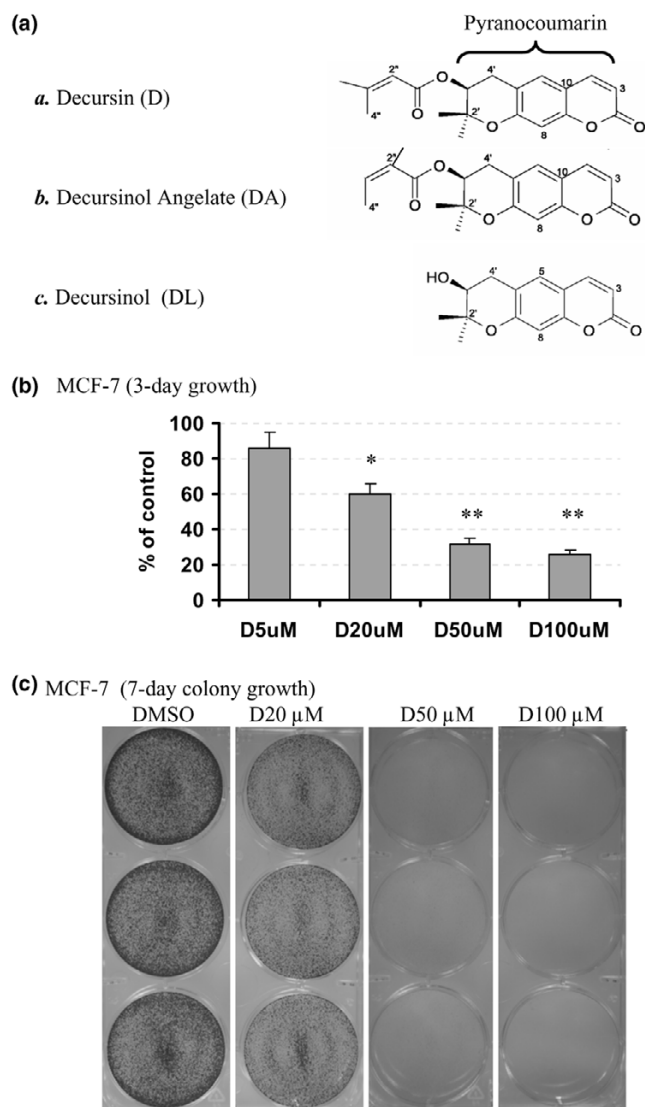 (a)
Pyranocoumarin
a. Decursin (D)
2" 4" O O 4' 2' O 10 8 3 O O
b. Decursinol Angelate (DA)
2" 4" O O 4' 2' O 10 8 3 O O
c. Decursinol (DL)
HO 4' 5 2' O 8 3 O O
(b) MCF-7 (3-day growth)
% of control
100
80
60
40
20
0
*
**
**
D5uM D20uM D50uM D100uM
(c) MCF-7 (7-day colony growth)
DMSO D20 µM D50 µM D100 µM